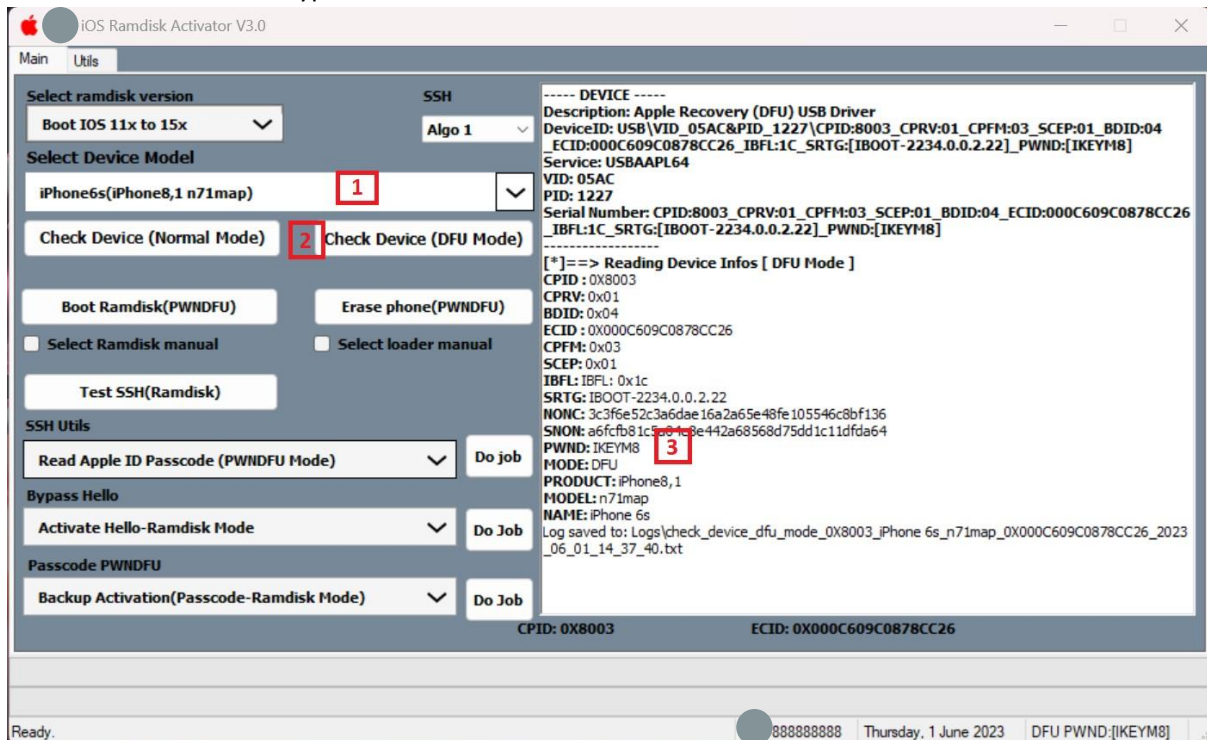 iOS Ramdisk Activator V3.0
Main Utils
Select ramdisk version SSH
Boot IOS 11x to 15x Algo 1
Select Device Model
iPhone6s(iPhone8,1 n71map) 1
Check Device (Normal Mode) 2 Check Device (DFU Mode)
Boot Ramdisk(PWNDFU) Erase phone(PWNDFU)
Select Ramdisk manual Select loader manual
Test SSH(Ramdisk)
SSH Utils
Read Apple ID Passcode (PWNDFU Mode) Do job
Bypass Hello
Activate Hello-Ramdisk Mode Do Job
Passcode PWNDFU
Backup Activation(Passcode-Ramdisk Mode) Do Job
----- DEVICE -----
Description: Apple Recovery (DFU) USB Driver
DeviceID: USB\VID_05AC&PID_1227\CPID:8003_CPRV:01_CPFM:03_SCEP:01_BDID:04
_ECID:000C609C0878CC26_IBFL:1C_SRTG:[IBOOT-2234.0.0.2.22]_PWND:[IKEYM8]
Service: USBAAPL64
VID: 05AC
PID: 1227
Serial Number: CPID:8003_CPRV:01_CPFM:03_SCEP:01_BDID:04_ECID:000C609C0878CC26
_IBFL:1C_SRTG:[IBOOT-2234.0.0.2.22]_PWND:[IKEYM8]
------------------
[*]==> Reading Device Infos [ DFU Mode ]
CPID : 0X8003
CPRV: 0x01
BDID: 0x04
ECID : 0X000C609C0878CC26
CPFM: 0x03
SCEP: 0x01
IBFL: IBFL: 0x1c
SRTG: IBOOT-2234.0.0.2.22
NONC: 3c3f6e52c3a6dae16a2a65e48fe105546c8bf136
SNON:
PWND: IKEYM8 3
MODE: DFU
PRODUCT: iPhone8,1
MODEL: n71map
NAME: iPhone 6s
Log saved to: Logs\check_device_dfu_mode_0X8003_iPhone 6s_n71map_0X000C609C0878CC26_2023
_06_01_14_37_40.txt
CPID: 0X8003 ECID: 0X000C609C0878CC26
Ready. 888888888 Thursday, 1 June 2023 DFU PWND:[IKEYM8]